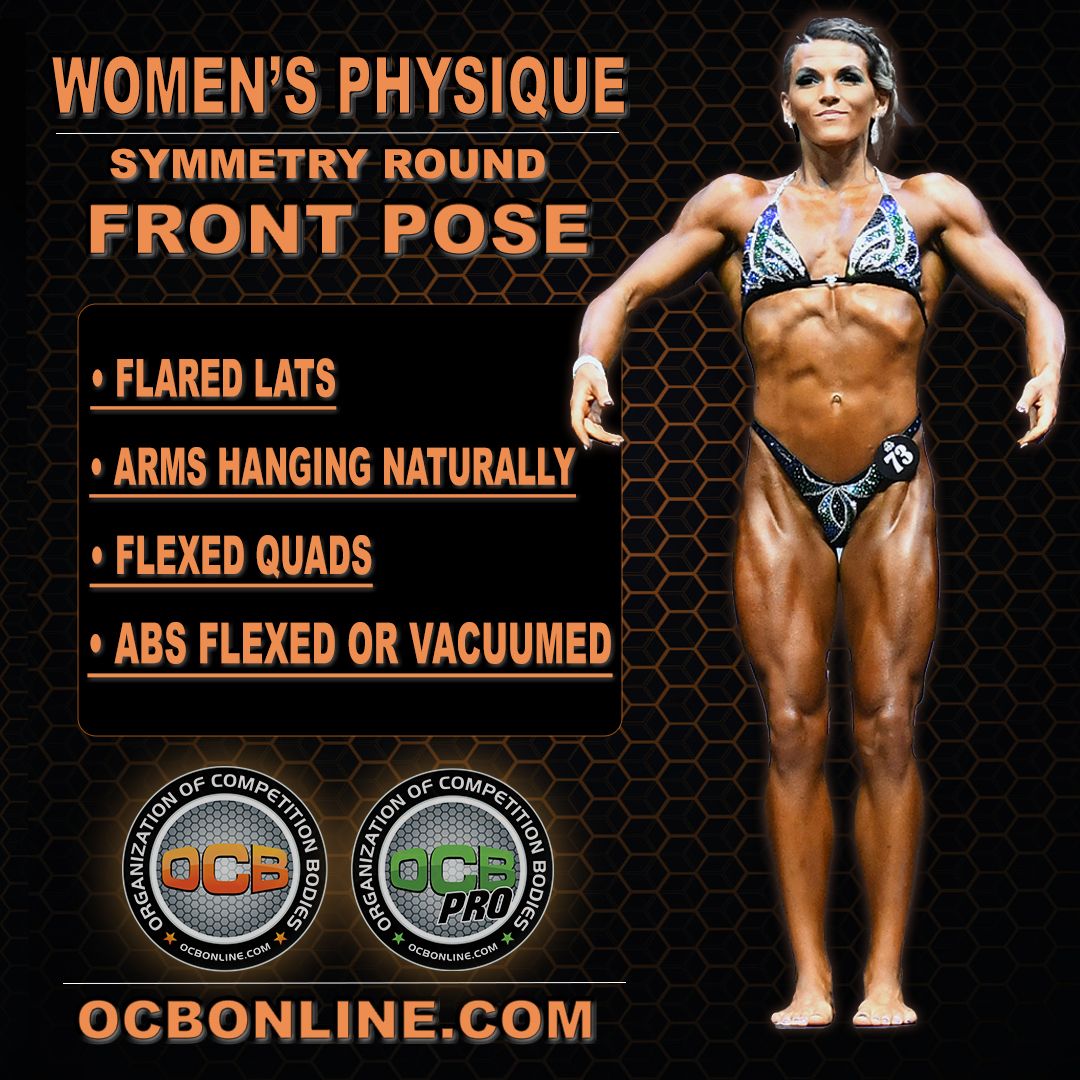 WOMEN'S PHYSIQUE
SYMMETRY ROUND
FRONT POSE
• FLARED LATS
• ARMS HANGING NATURALLY
• FLEXED QUADS
• ABS FLEXED OR VACUUMED
73
ORGANIZATION OF COMPETITION BODIES
OCB
OCBONLINE.COM
ORGANIZATION OF COMPETITION BODIES
OCB
PRO
OCBONLINE.COM
OCBONLINE.COM